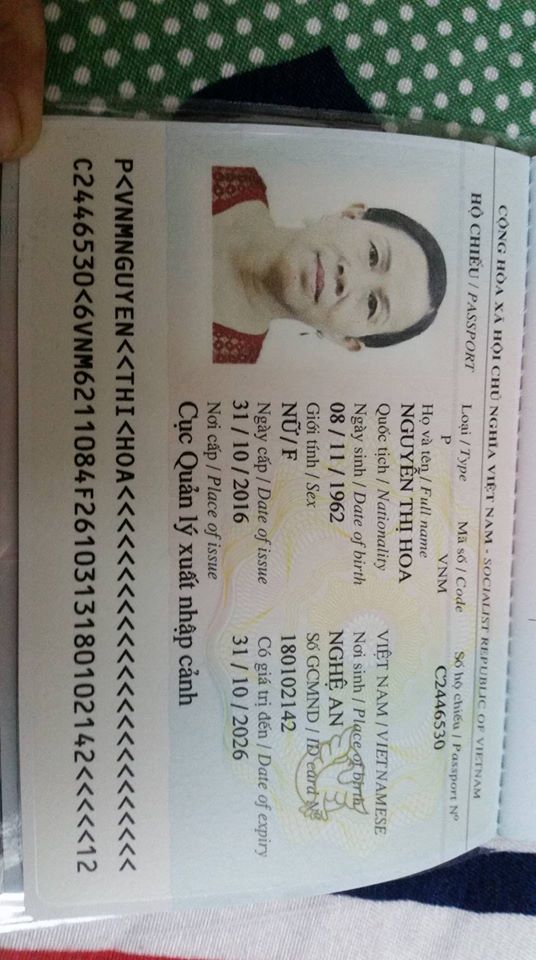 CỘNG HÒA XÃ HỘI CHỦ NGHĨA VIỆT NAM - SOCIALIST REPUBLIC OF VIETNAM
HỘ CHIẾU / PASSPORT
Loại / Type Mã số / Code Số hộ chiếu / Passport Nº
P VNM C2446530
Họ và tên / Full name
NGUYỄN THỊ HOA
Quốc tịch / Nationality VIỆT NAM / VIETNAMESE
Ngày sinh / Date of birth Nơi sinh / Place of birth
08 / 11 / 1962 NGHỆ AN
Giới tính / Sex Số GCMND / ID card Nº
NỮ / F 180102142
Ngày cấp / Date of issue Có giá trị đến / Date of expiry
31 / 10 / 2016 31 / 10 / 2026
Nơi cấp / Place of issue
Cục Quản lý xuất nhập cảnh
P<VNMNGUYEN<<THI<HOA<<<<<<<<<<<<<<<<<<<<<<<<
C2446530<6VNM6211084F2610313180102142<<<<<12